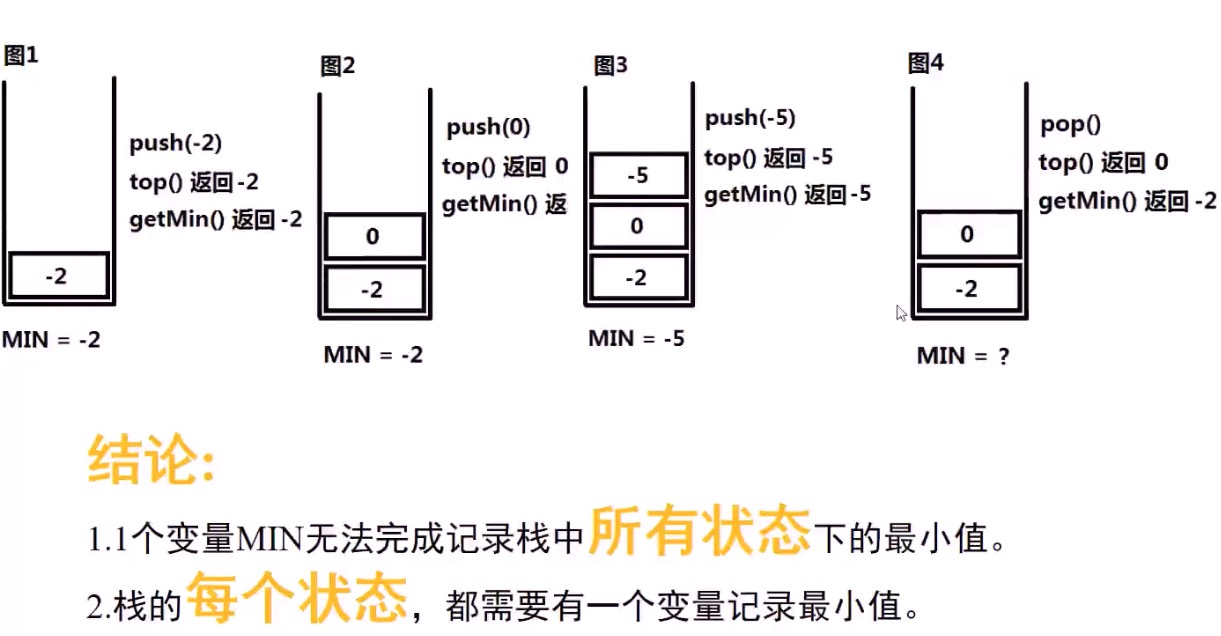 图1
push(-2)
top() 返回 -2
getMin() 返回 -2
-2
MIN = -2
图2
push(0)
top() 返回 0
getMin() 返
0
-2
MIN = -2
图3
push(-5)
top() 返回 -5
getMin() 返回 -5
-5
0
-2
MIN = -5
图4
pop()
top() 返回 0
getMin() 返回 -2
0
-2
MIN = ?
结论:
1.1个变量MIN无法完成记录栈中所有状态下的最小值。
2.栈的每个状态，都需要有一个变量记录最小值。